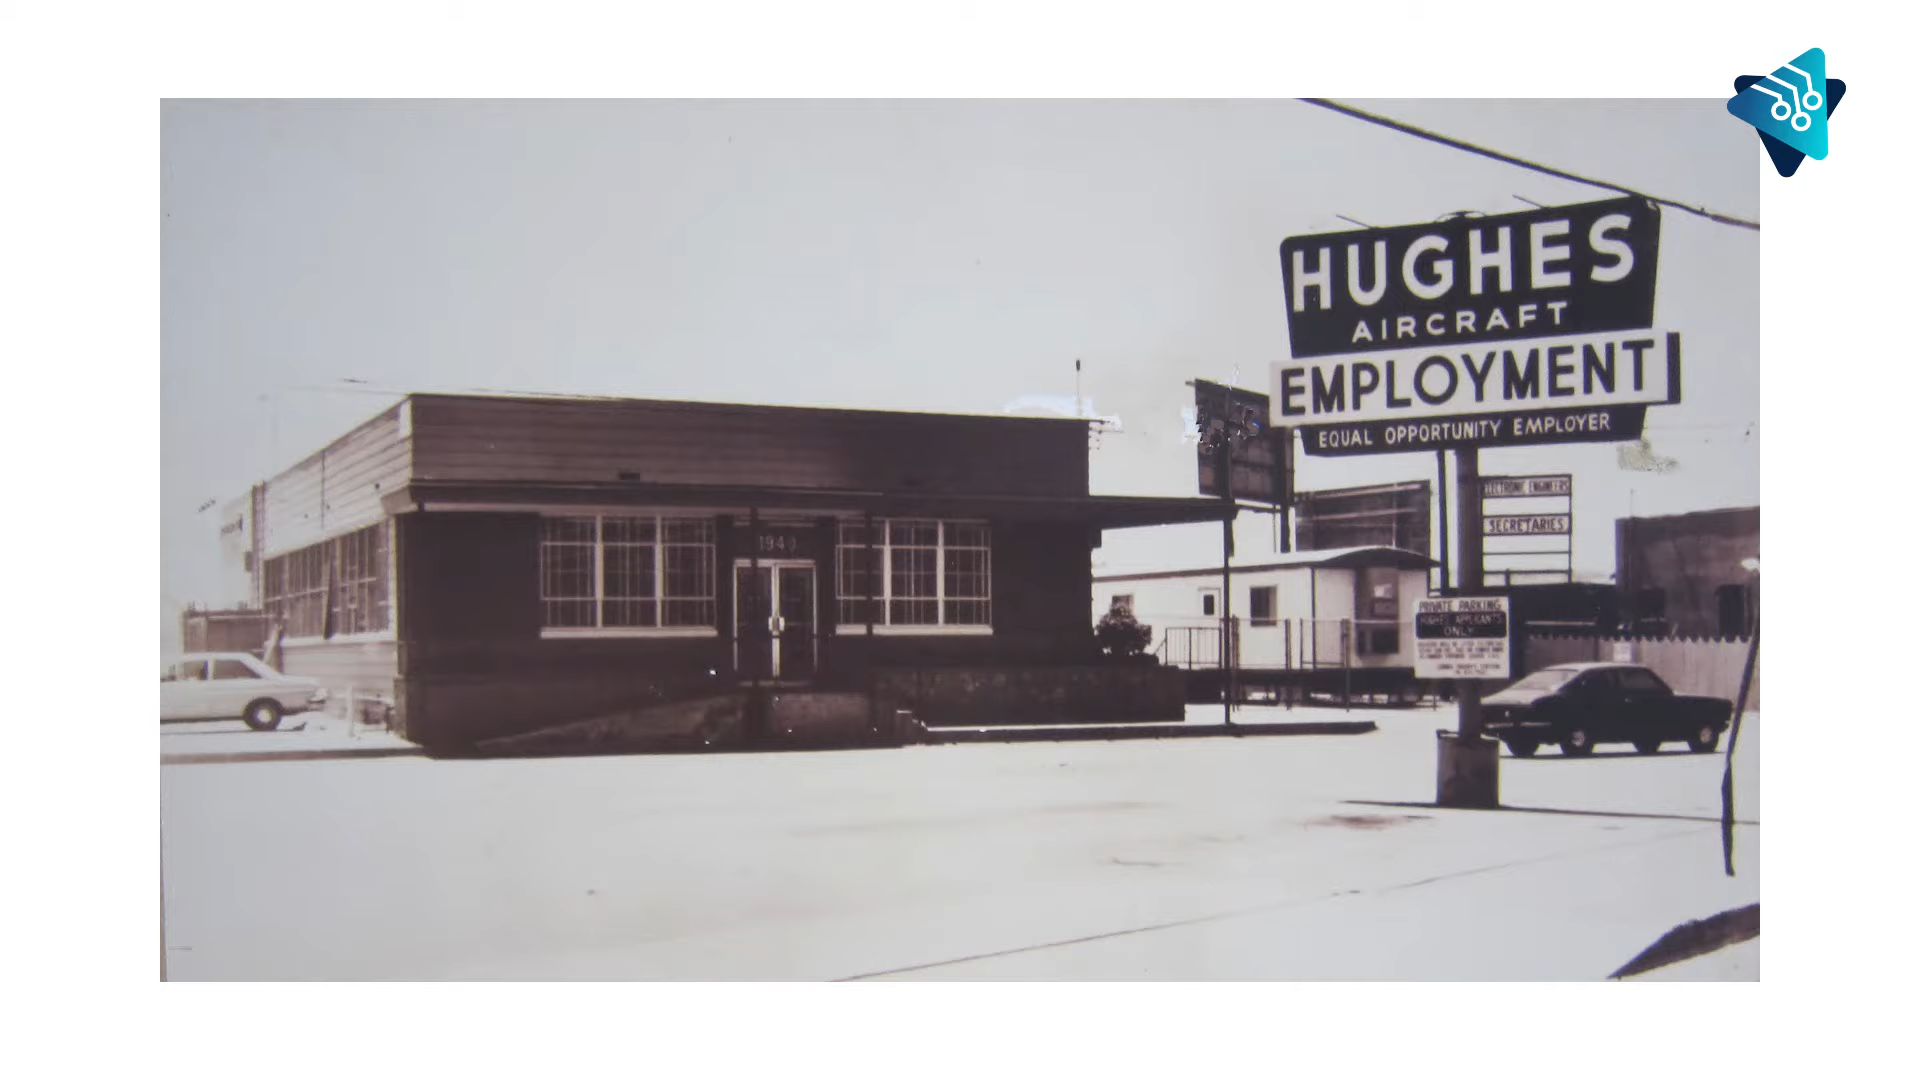 HUGHES
AIRCRAFT
EMPLOYMENT
EQUAL OPPORTUNITY EMPLOYER
ELECTRONIC ENGINEERS
SECRETARIES
PRIVATE PARKING
HUGHES APPLICANTS
ONLY